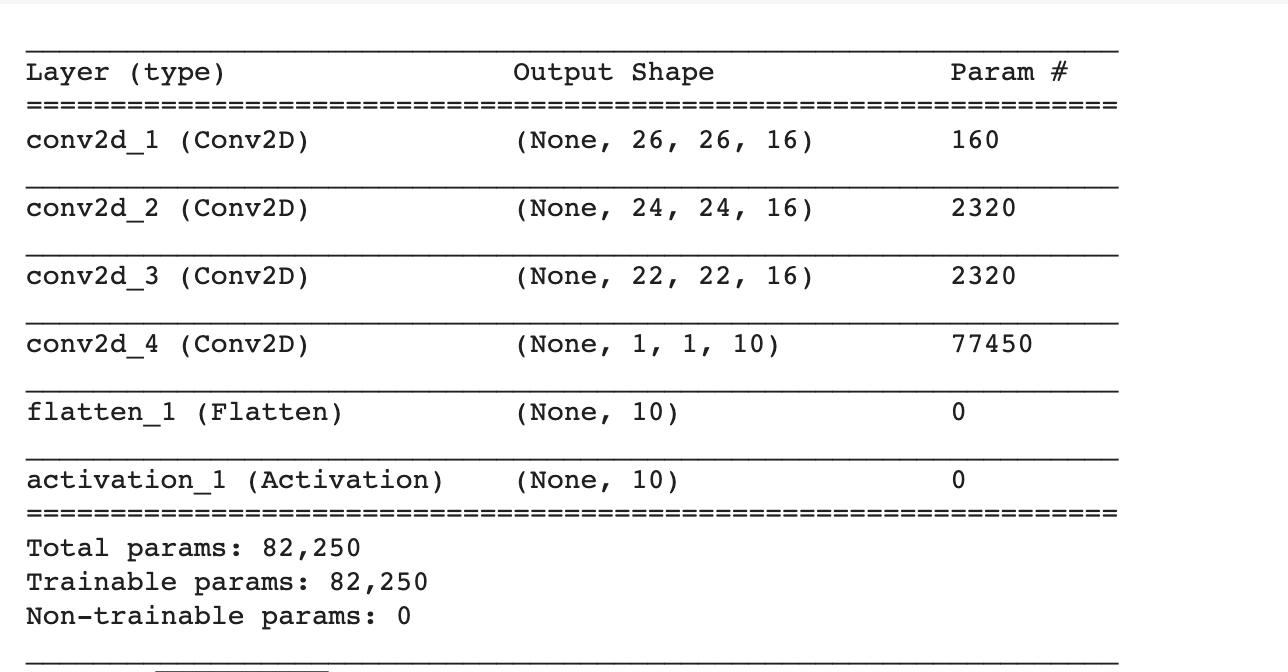 Layer (type) Output Shape Param #
=================================================================
conv2d_1 (Conv2D) (None, 26, 26, 16) 160
conv2d_2 (Conv2D) (None, 24, 24, 16) 2320
conv2d_3 (Conv2D) (None, 22, 22, 16) 2320
conv2d_4 (Conv2D) (None, 1, 1, 10) 77450
flatten_1 (Flatten) (None, 10) 0
activation_1 (Activation) (None, 10) 0
=================================================================
Total params: 82,250
Trainable params: 82,250
Non-trainable params: 0